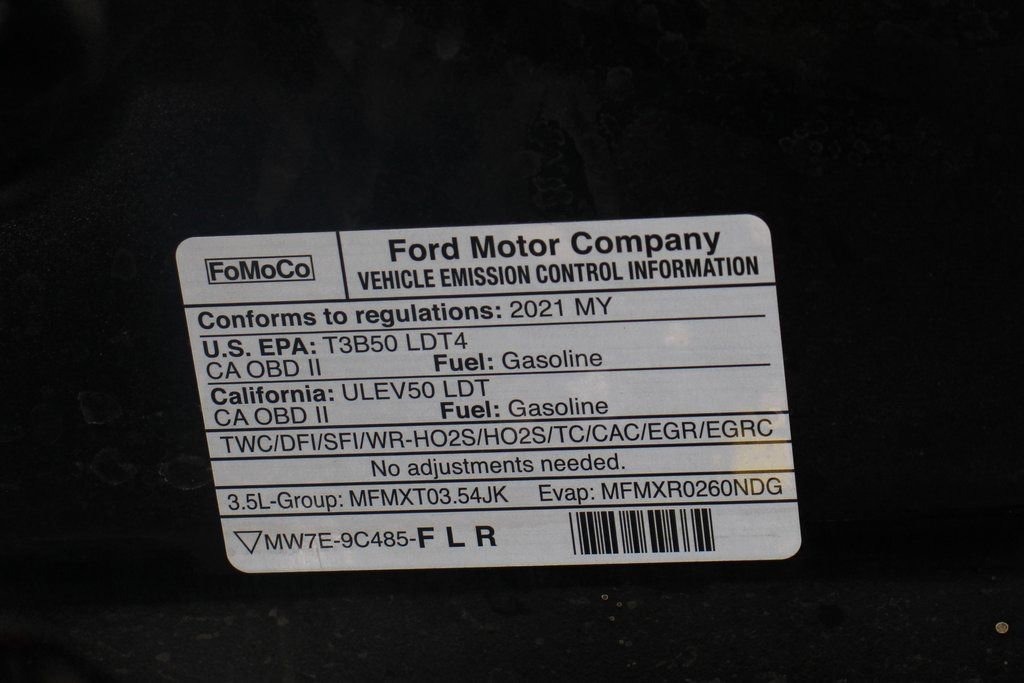 FoMoCo
Ford Motor Company
VEHICLE EMISSION CONTROL INFORMATION
Conforms to regulations: 2021 MY
U.S. EPA: T3B50 LDT4
CA OBD II Fuel: Gasoline
California: ULEV50 LDT
CA OBD II Fuel: Gasoline
TWC/DFI/SFI/WR-HO2S/HO2S/TC/CAC/EGR/EGRC
No adjustments needed.
3.5L-Group: MFMXT03.54JK Evap: MFMXR0260NDG
MW7E-9C485-F L R